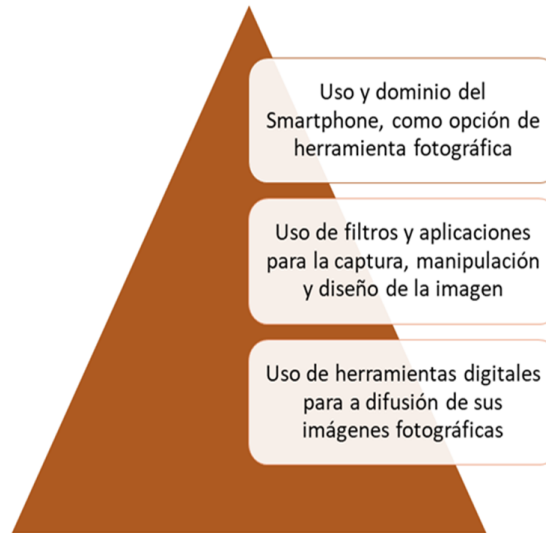 Uso y dominio del
Smartphone, como opción de
herramienta fotográfica
Uso de filtros y aplicaciones
para la captura, manipulación
y diseño de la imagen
Uso de herramientas digitales
para a difusión de sus
imágenes fotográficas